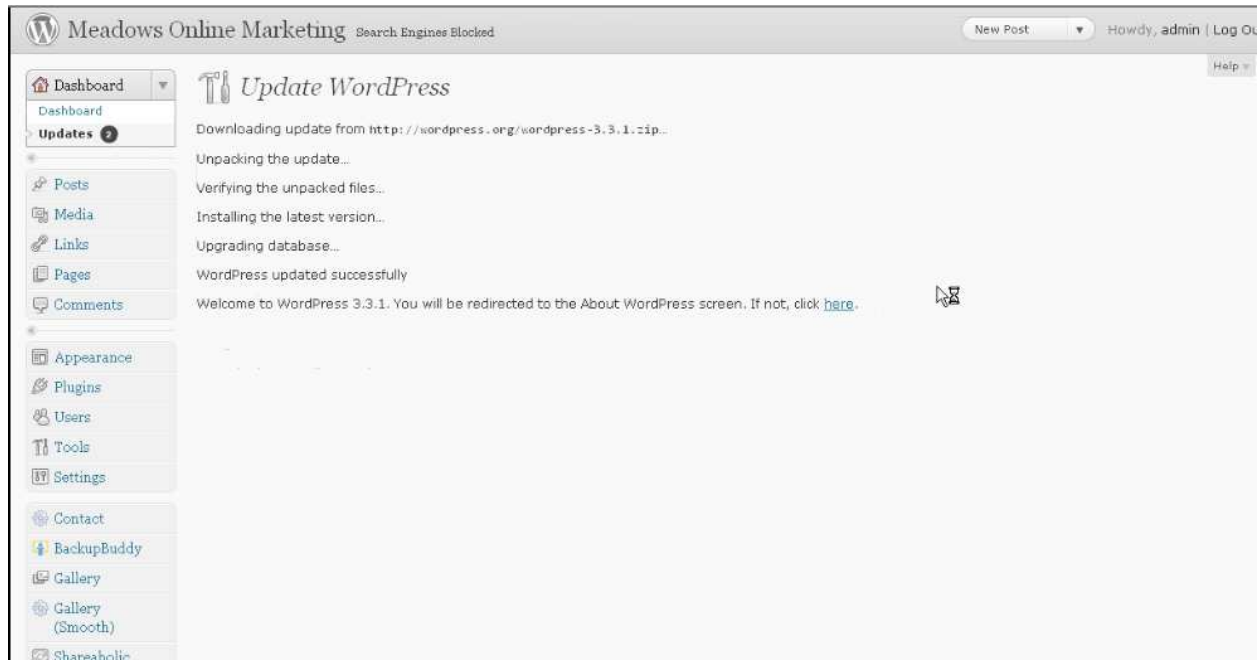 Meadows Online Marketing Search Engines Blocked
New Post
Howdy, admin | Log Ou
Help
Dashboard
Dashboard
Updates 2
Posts
Media
Links
Pages
Comments
Appearance
Plugins
Users
Tools
Settings
Contact
BackupBuddy
Gallery
Gallery
(Smooth)
Shareaholic
Update WordPress
Downloading update from http://wordpress.org/wordpress-3.3.1.zip…
Unpacking the update…
Verifying the unpacked files…
Installing the latest version…
Upgrading database…
WordPress updated successfully
Welcome to WordPress 3.3.1. You will be redirected to the About WordPress screen. If not, click here.